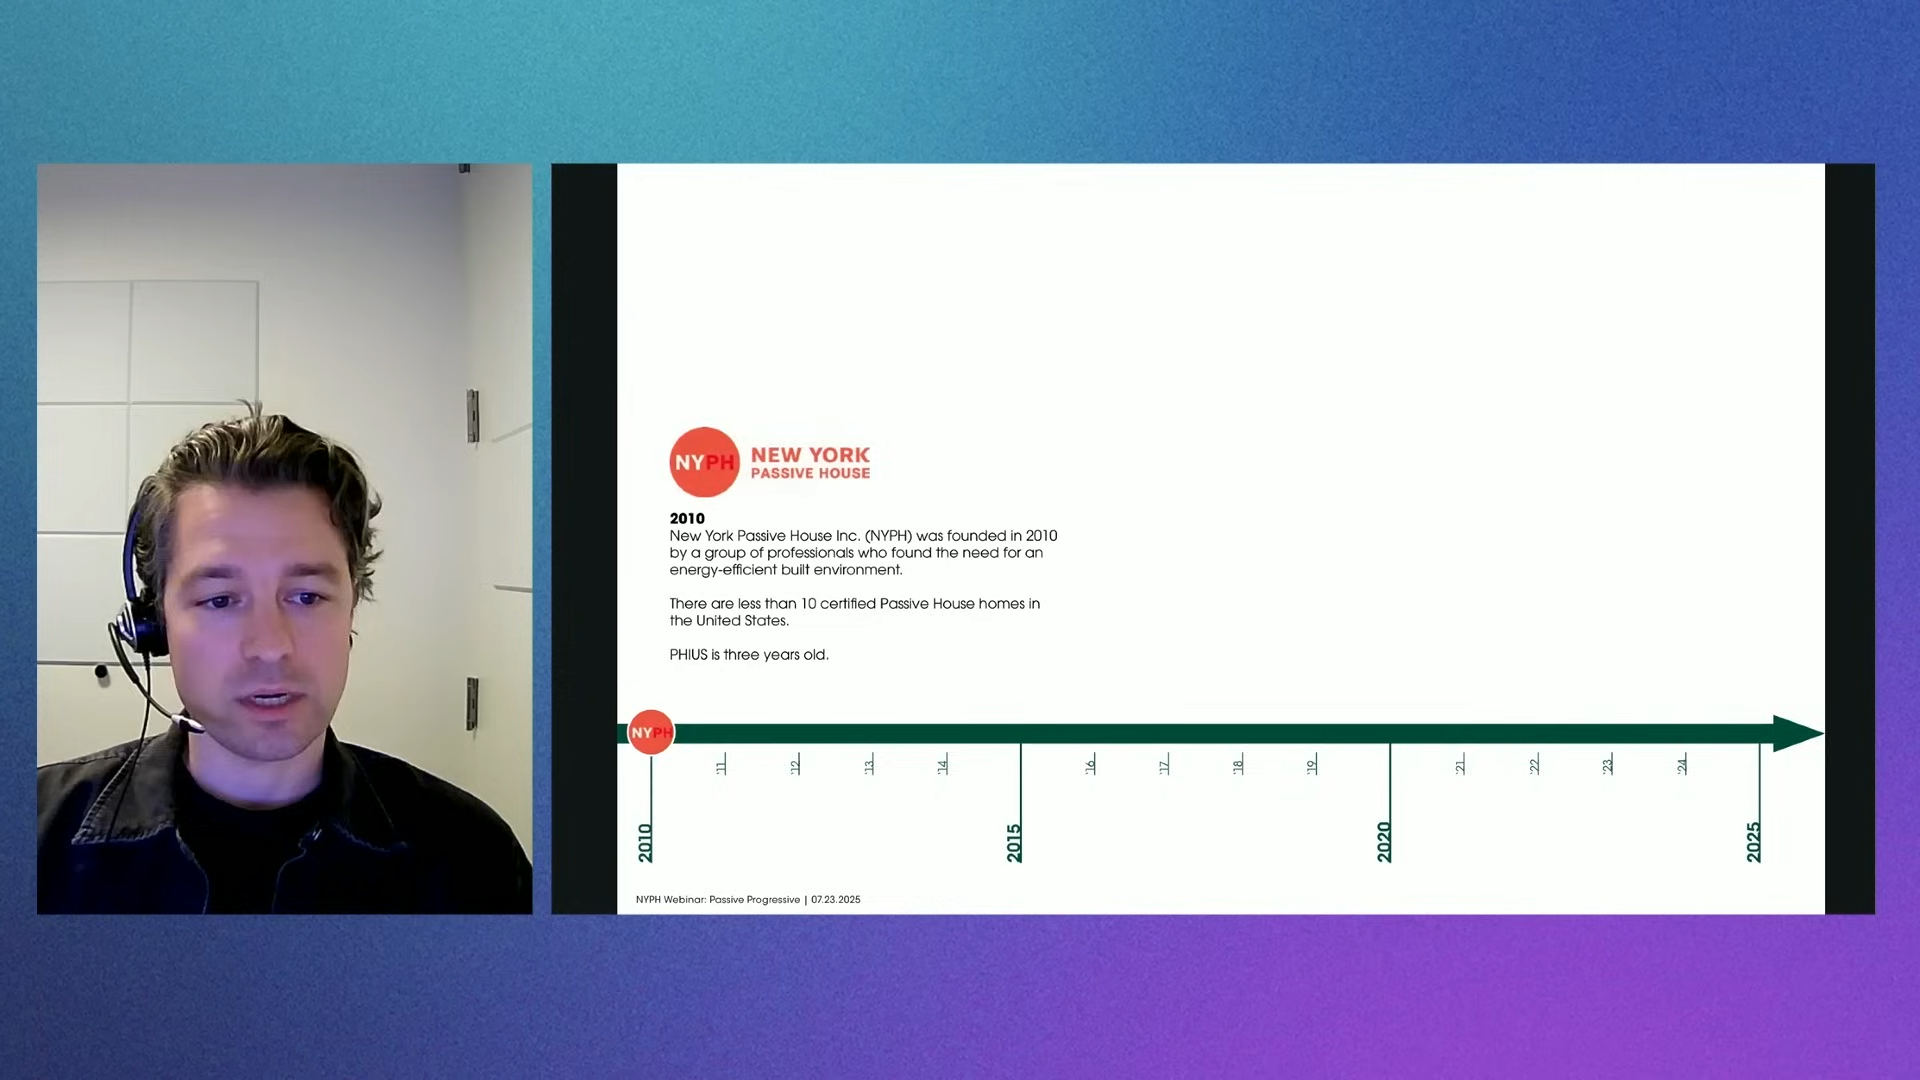 NYPH NEW YORK
PASSIVE HOUSE
2010
New York Passive House Inc. (NYPH) was founded in 2010
by a group of professionals who found the need for an
energy-efficient built environment.
There are less than 10 certified Passive House homes in
the United States.
PHIUS is three years old.
NYPH
'11 '12 '13 '14 '16 '17 '18 '19 '21 '22 '23 '24
2010 2015 2020 2025
NYPH Webinar: Passive Progressive | 07.23.2025